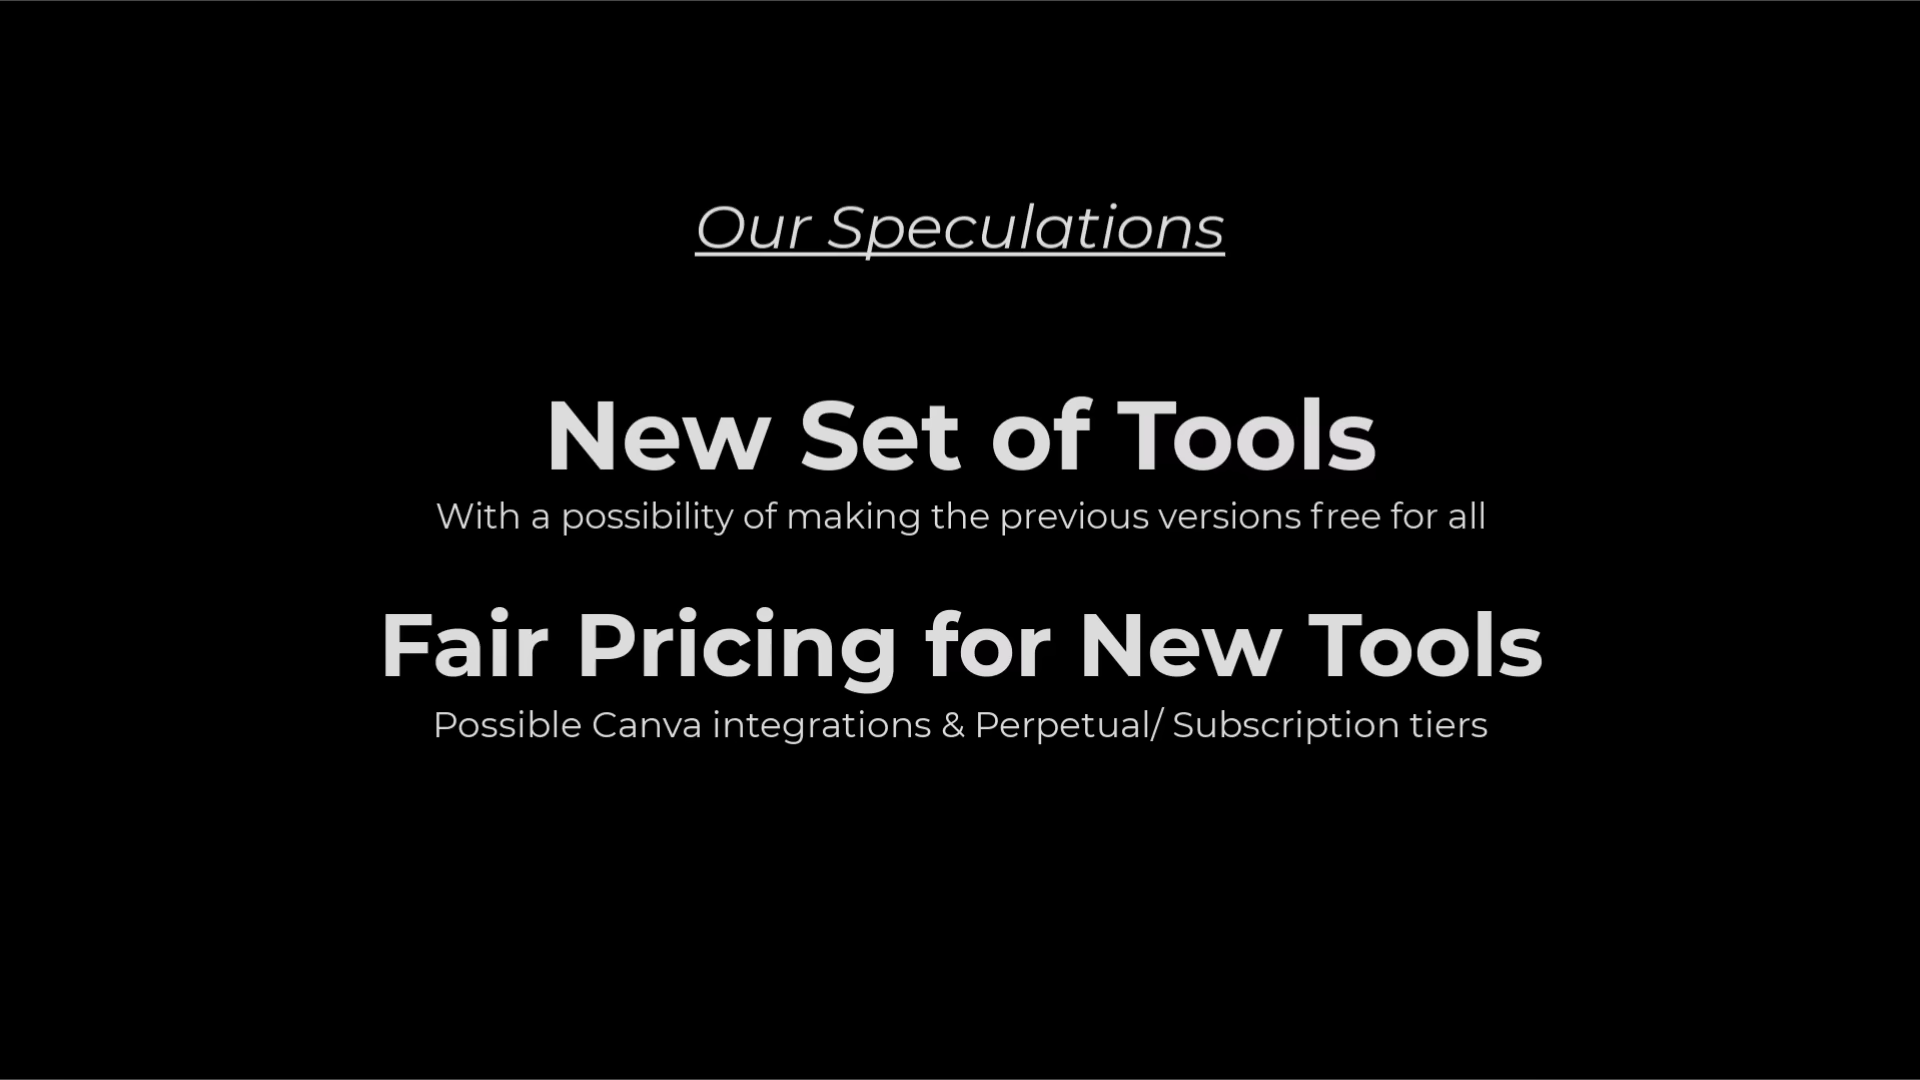 Our Speculations
New Set of Tools
With a possibility of making the previous versions free for all
Fair Pricing for New Tools
Possible Canva integrations & Perpetual/ Subscription tiers